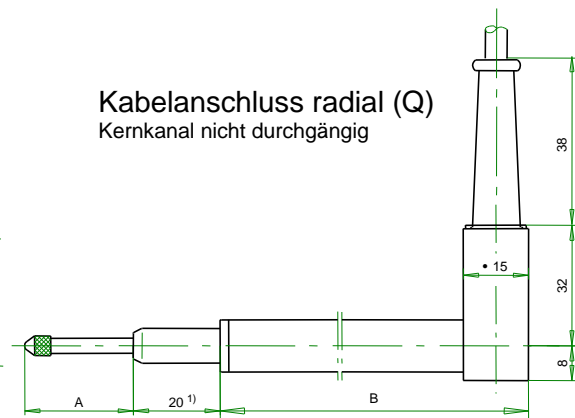 Kabelanschluss radial (Q)
Kernkanal nicht durchgängig
38
• 15
32
8
A
20 1)
B